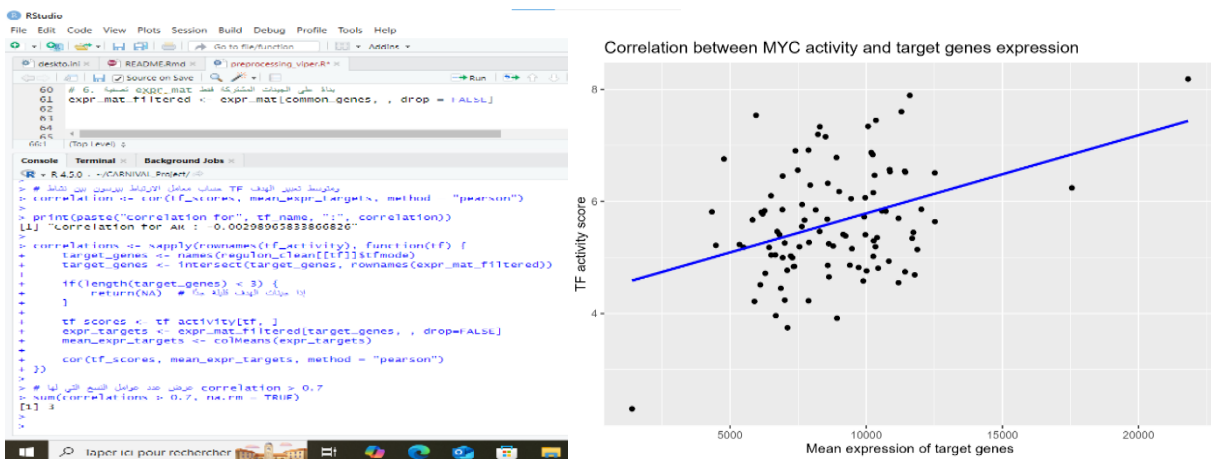 RStudio
File Edit Code View Plots Session Build Debug Profile Tools Help
Go to file/function Addins
deskto.ini × README.Rmd × preprocessing_viper.R* ×
Source on Save Run
60 # 6. تصفية expr_mat بناءً على الجينات المشتركة فقط
61 expr_mat_filtered <- expr_mat[common_genes, , drop = FALSE]
62
63
64
65
66:1 (Top Level)
Console Terminal × Background Jobs ×
R 4.5.0 · ~/CARNIVAL_Project/
>
> # حساب معامل الارتباط بيرسون بين نشاط TF ومتوسط تعبير الهدف
> correlation <- cor(tf_scores, mean_expr_targets, method = "pearson")
>
> print(paste("Correlation for", tf_name, ":", correlation))
[1] "Correlation for AR : -0.00298965833866826"
>
> correlations <- sapply(rownames(tf_activity), function(tf) {
+ target_genes <- names(regulon_clean[[tf]]$tfmode)
+ target_genes <- intersect(target_genes, rownames(expr_mat_filtered))
+
+ if(length(target_genes) < 3) {
+ return(NA) # إذا جينات الهدف قليلة جدًا
+ }
+
+ tf_scores <- tf_activity[tf, ]
+ expr_targets <- expr_mat_filtered[target_genes, , drop=FALSE]
+ mean_expr_targets <- colMeans(expr_targets)
+
+ cor(tf_scores, mean_expr_targets, method = "pearson")
+ })
>
> # عرض عدد عوامل النسخ التي لها correlation > 0.7
> sum(correlations > 0.7, na.rm = TRUE)
[1] 3
>
>
Taper ici pour rechercher
Correlation between MYC activity and target genes expression
TF activity score
8
6
4
5000 10000 15000 20000
Mean expression of target genes